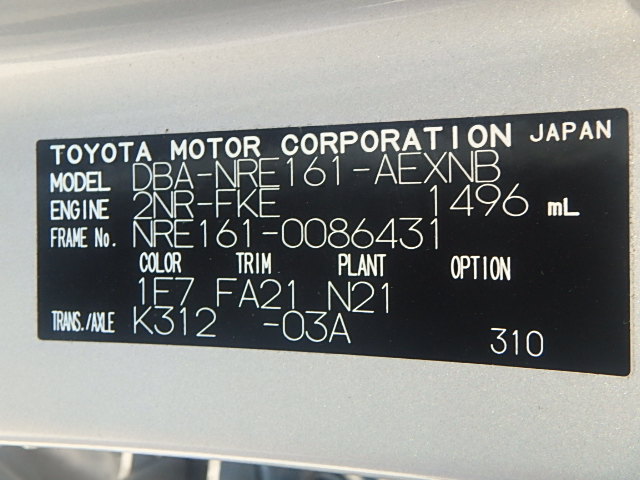 TOYOTA MOTOR CORPORATION JAPAN
MODEL DBA-NRE161-AEXNB
ENGINE 2NR-FKE 1496 mL
FRAME No. NRE161-0086431
COLOR TRIM PLANT OPTION
1F7 FA21 N21
TRANS./AXLE K312 -03A
310